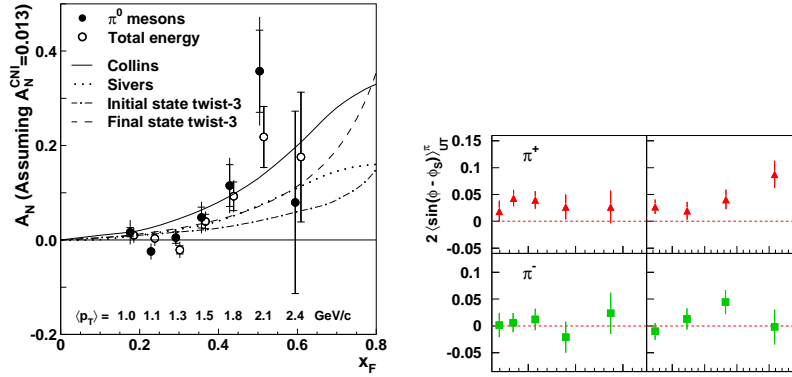 A_N (Assuming A_N^CNI=0.013)
0.4
0.2
0.0
-0.2
π⁰ mesons
Total energy
Collins
Sivers
Initial state twist-3
Final state twist-3
⟨p_T⟩ = 1.0 1.1 1.3 1.5 1.8 2.1 2.4 GeV/c
0 0.2 0.4 0.6 0.8
x_F
2 ⟨sin(ϕ - ϕ_S)⟩^π_UT
0.15
0.1
0.05
0
-0.05
π⁺
0.1
0.05
0
-0.05
π⁻